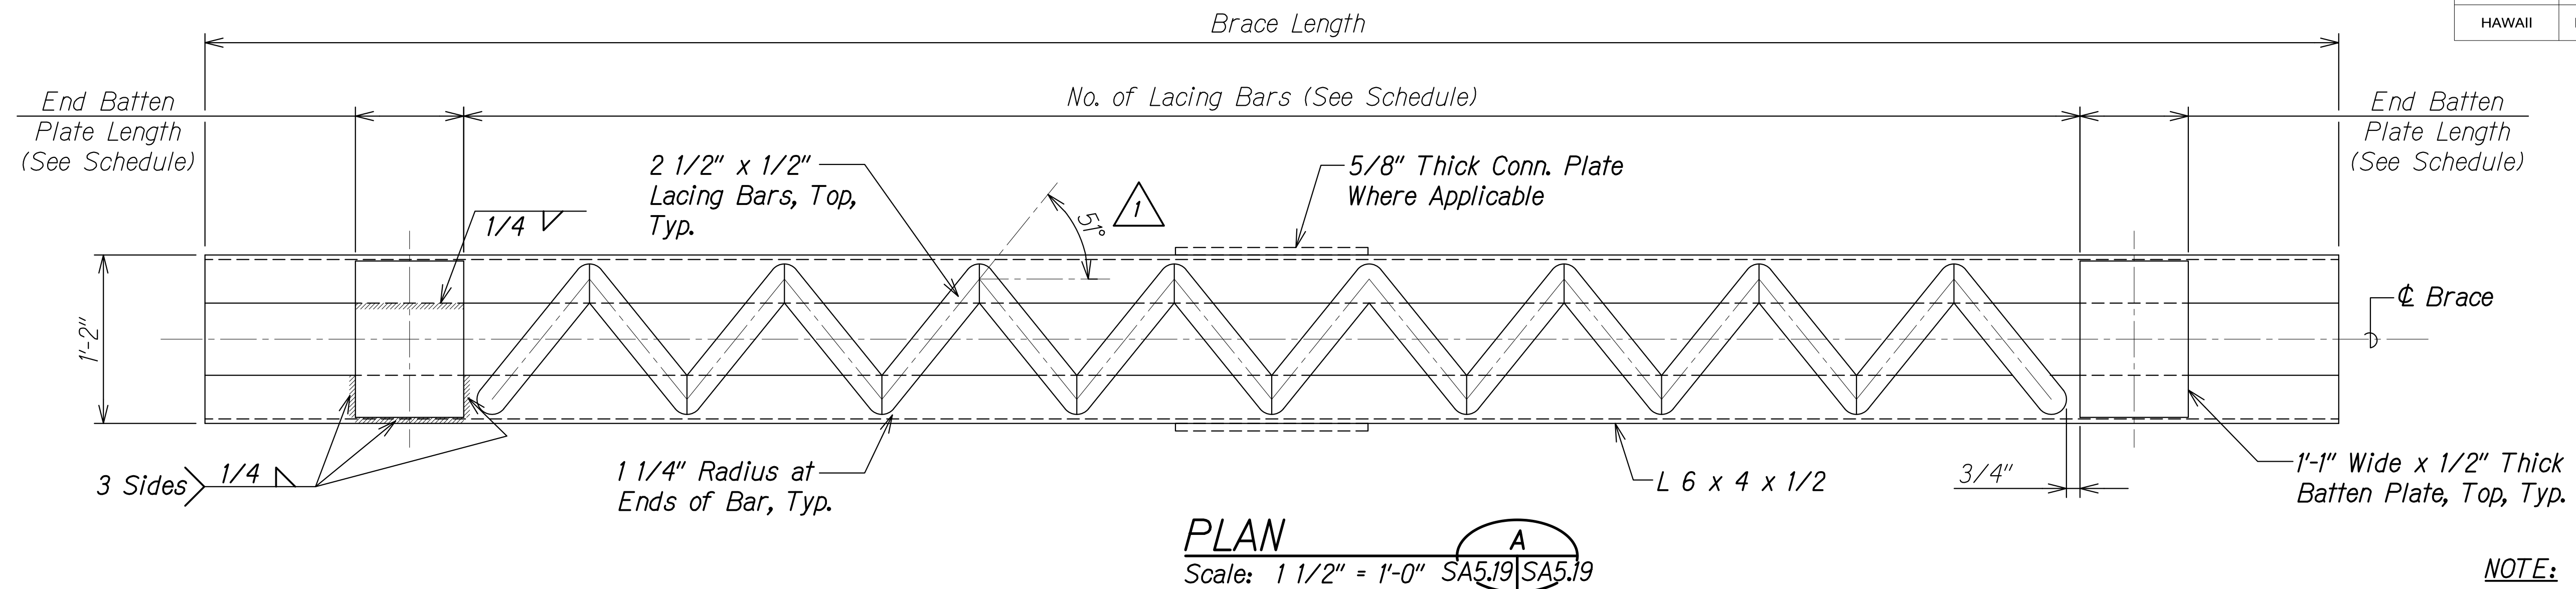 Brace Length
HAWAII
End Batten
Plate Length
(See Schedule)
No. of Lacing Bars (See Schedule)
End Batten
Plate Length
(See Schedule)
2 1/2" x 1/2"
Lacing Bars, Top,
Typ.
1/4
51°
1
5/8" Thick Conn. Plate
Where Applicable
1'-2"
℄ Brace
3 Sides
1/4
1 1/4" Radius at
Ends of Bar, Typ.
L 6 x 4 x 1/2
3/4"
1'-1" Wide x 1/2" Thick
Batten Plate, Top, Typ.
PLAN
A
Scale: 1 1/2" = 1'-0"
SA5.19 SA5.19
NOTE: